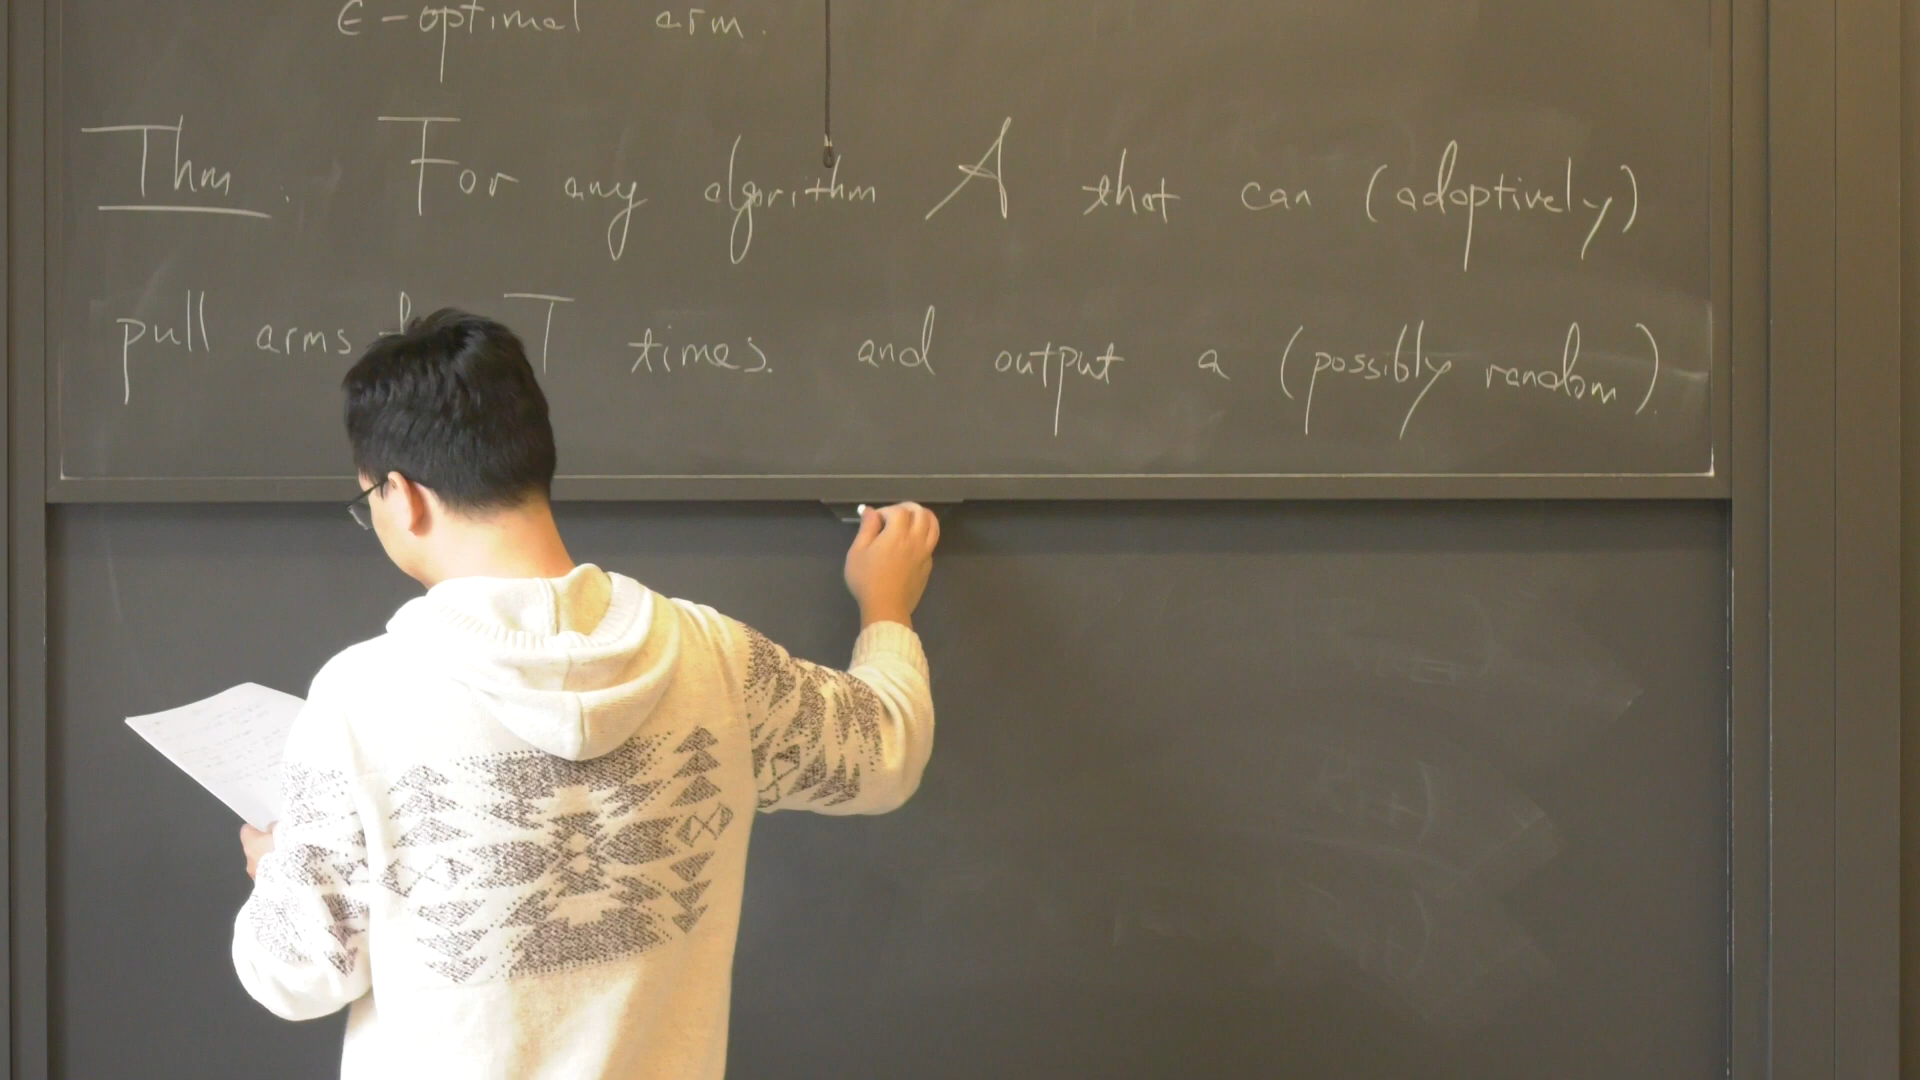 ϵ-optimal arm.
Thm. For any algorithm A that can (adaptively)
pull arms T times. and output a (possibly random).